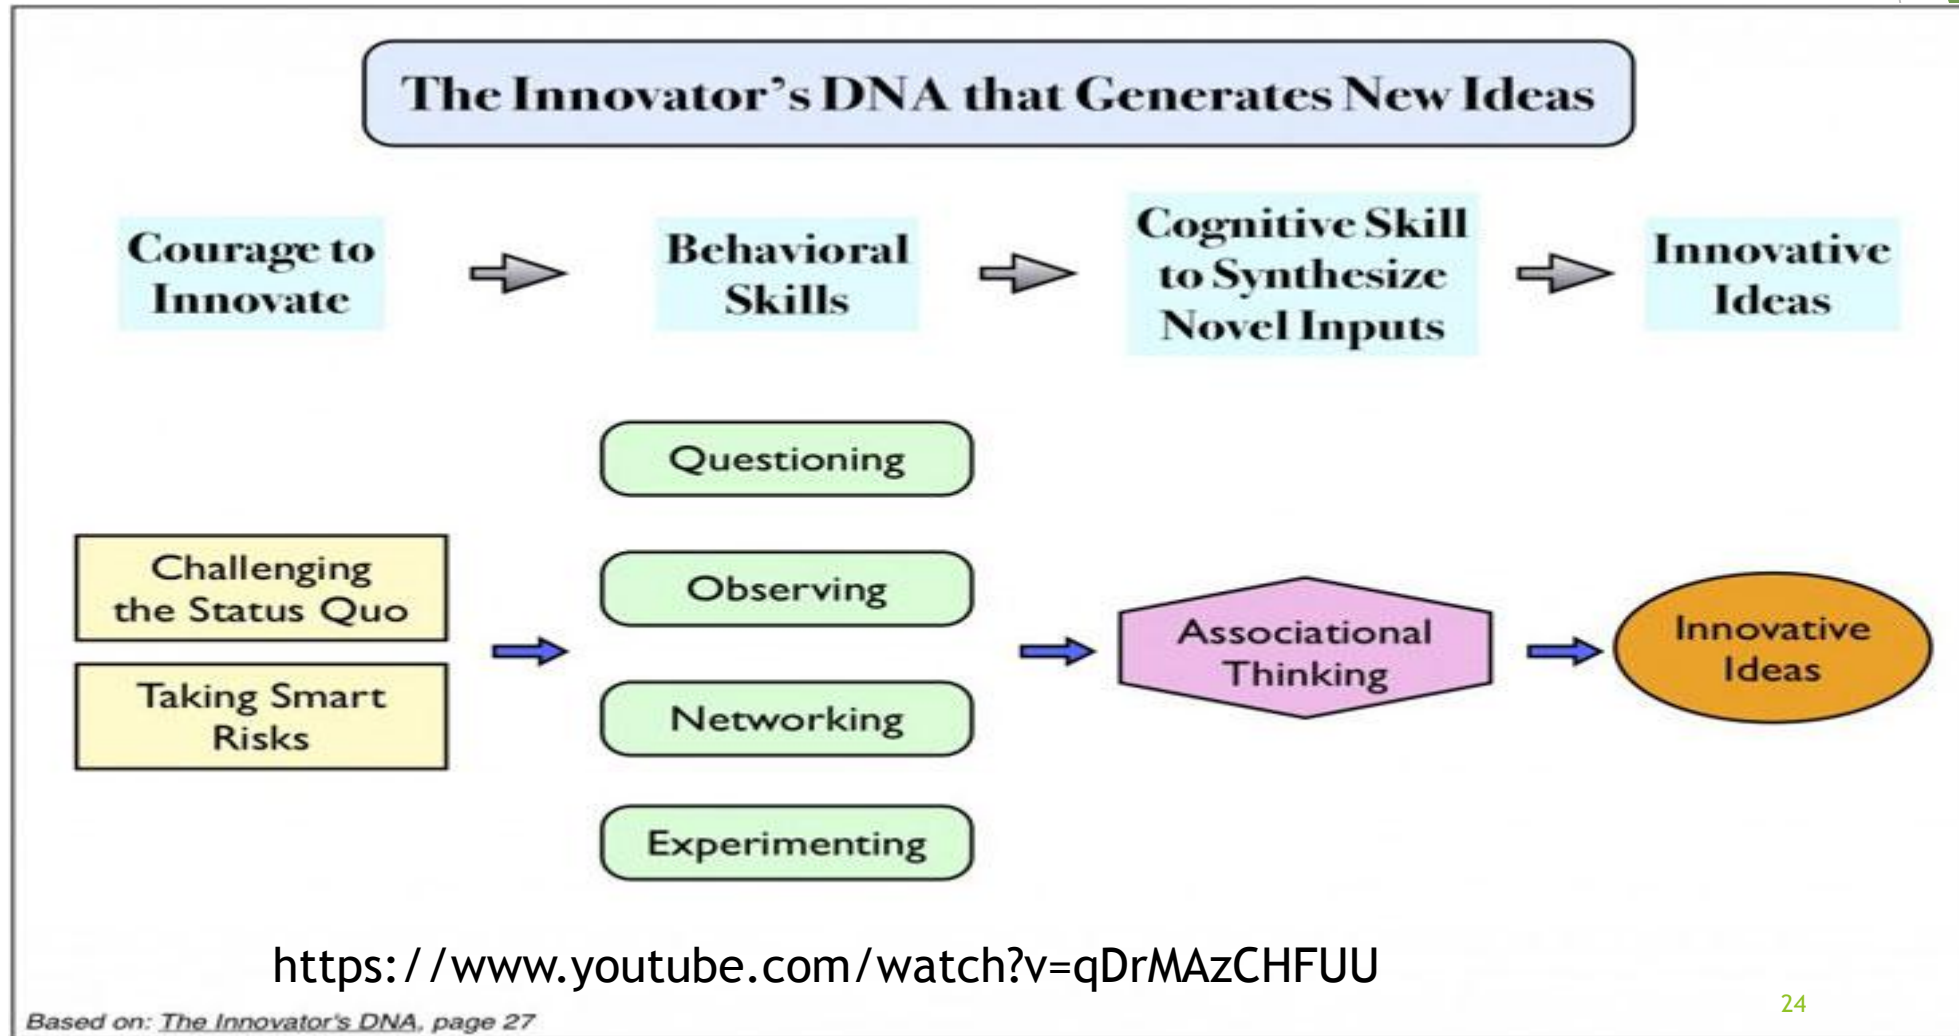 The Innovator’s DNA that Generates New Ideas
Courage to
Innovate
Behavioral
Skills
Cognitive Skill
to Synthesize
Novel Inputs
Innovative
Ideas
Challenging
the Status Quo
Taking Smart
Risks
Questioning
Observing
Networking
Experimenting
Associational
Thinking
Innovative
Ideas
https://www.youtube.com/watch?v=qDrMAzCHFUU
Based on: The Innovator's DNA, page 27
24